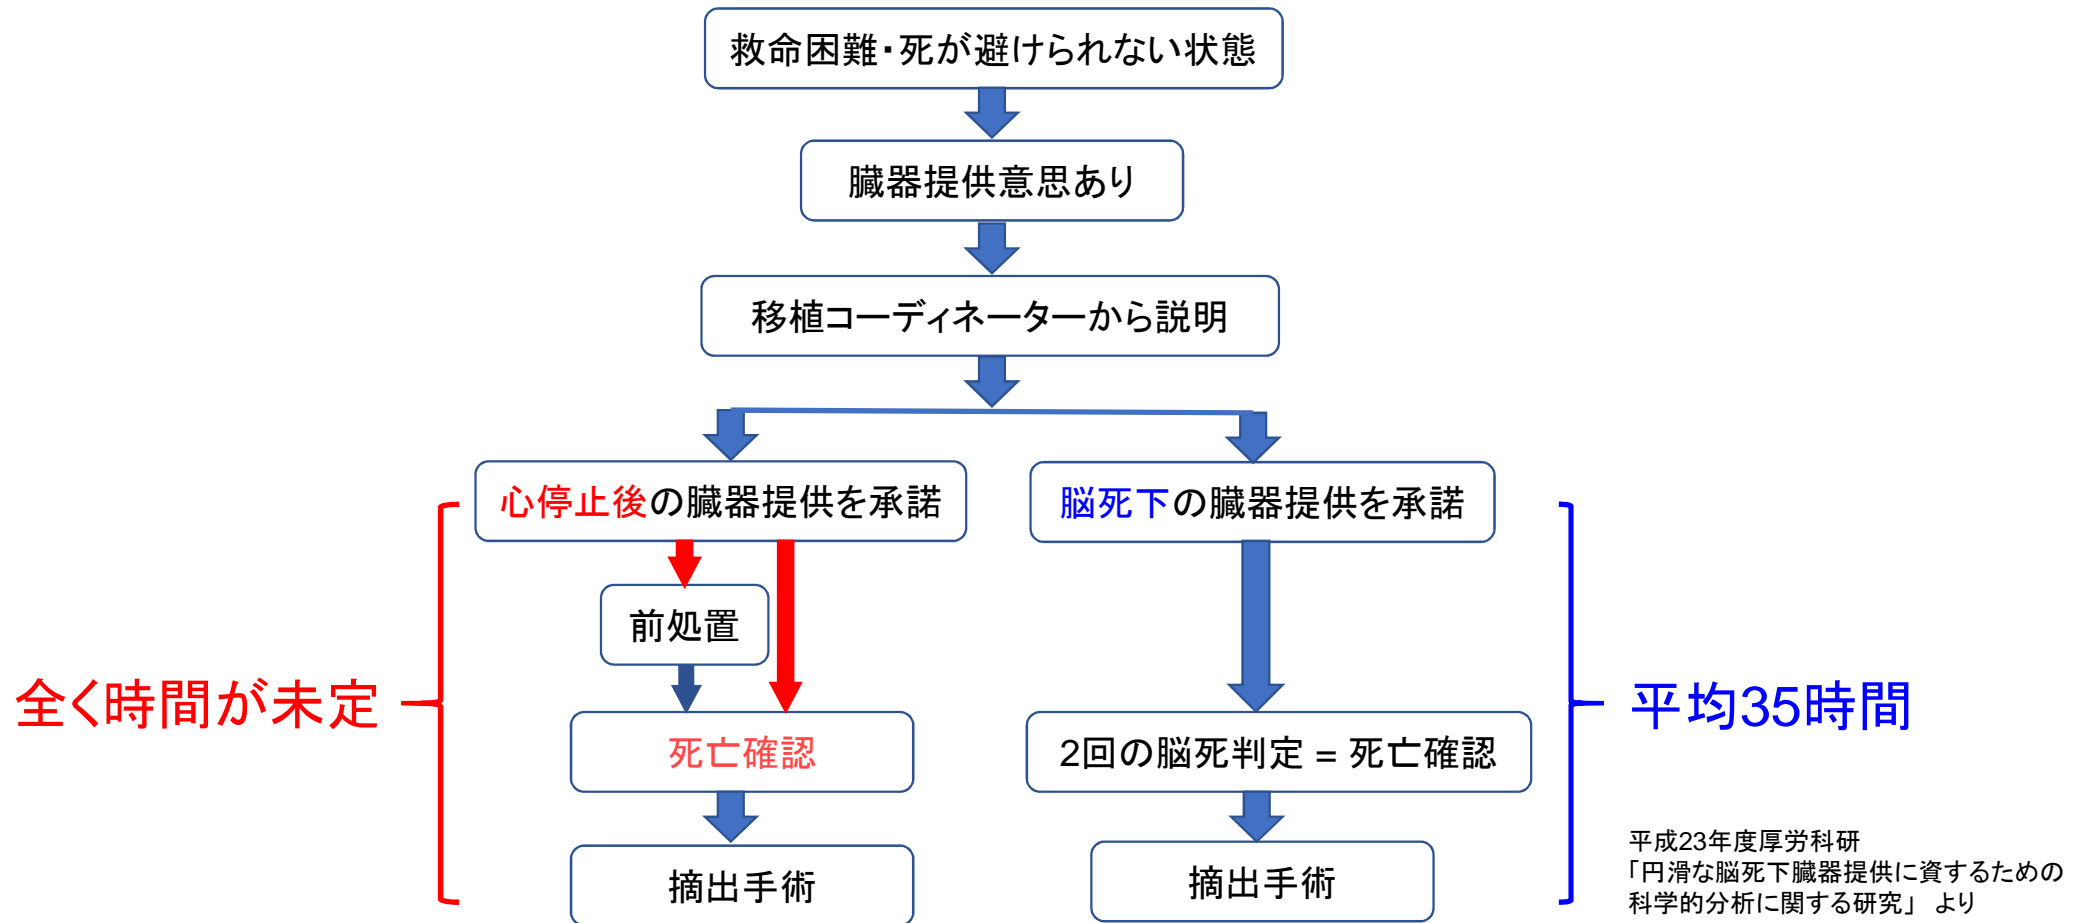 救命困難・死が避けられない状態
臓器提供意思あり
移植コーディネーターから説明
心停止後の臓器提供を承諾
脳死下の臓器提供を承諾
前処置
全く時間が未定
平均35時間
死亡確認
2回の脳死判定 = 死亡確認
摘出手術
摘出手術
平成23年度厚労科研
「円滑な脳死下臓器提供に資するための
科学的分析に関する研究」 より